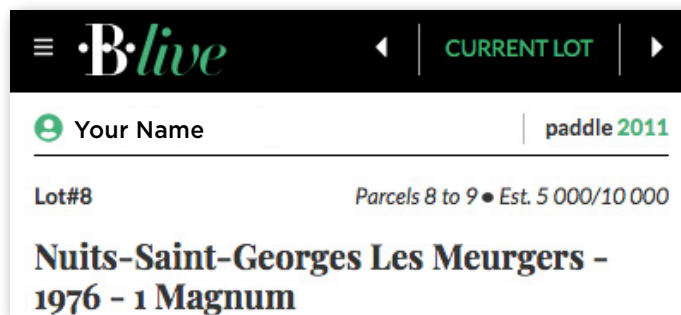 ·B·live
CURRENT LOT
Your Name
paddle 2011
Lot#8
Parcels 8 to 9 ● Est. 5 000/10 000
Nuits-Saint-Georges Les Meurgers -
1976 - 1 Magnum